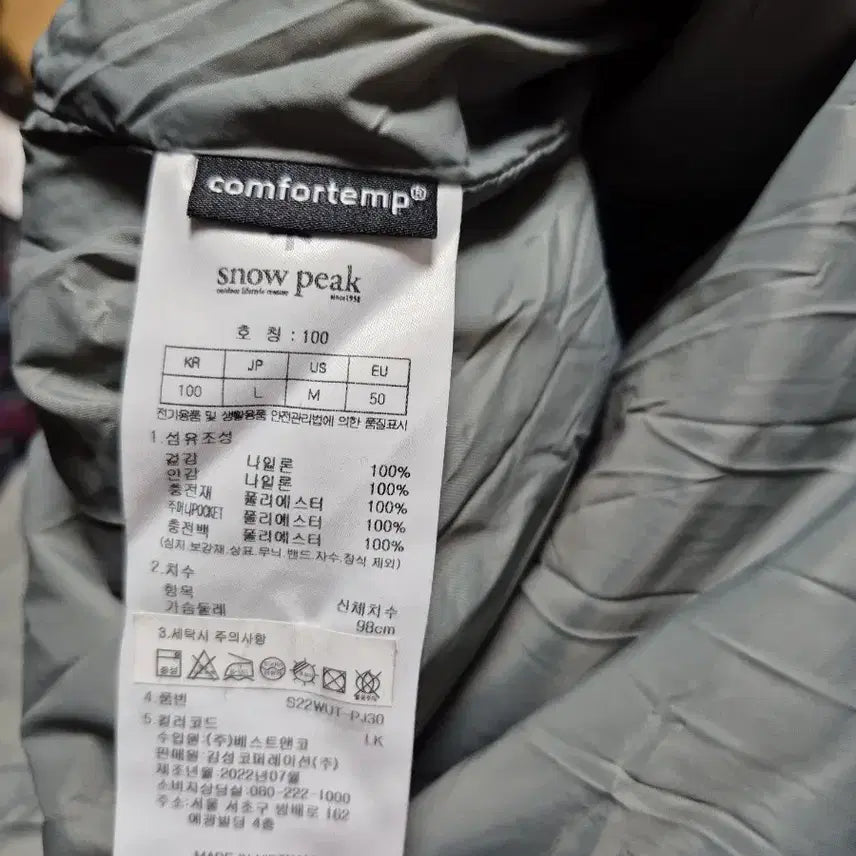 comfortemp®
snow peak
outdoor lifestyle creator
since1958
호 칭 : 100
KR JP US EU
100 L M 50
전기용품 및 생활용품 안전관리법에 의한 품질표시
1.섬유조성
겉감 나일론 100%
안감 나일론 100%
충전재 폴리에스터 100%
주머니POCKET 폴리에스터 100%
충전백 폴리에스터 100%
(심지.보강재.상표.무늬.밴드.자수.장식 제외)
2.치수
항목 신체치수
가슴둘레 98cm
3.세탁시 주의사항
중성
4.품번 S22WUT-PJ30
5.컬러코드 LK
수입원:(주)베스트앤코
판매원:감성코퍼레이션(주)
제조년월:2022년07월
소비자상담실:080-222-1000
주소:서울 서초구 방배로 162
에광빌딩 4층
MADE IN